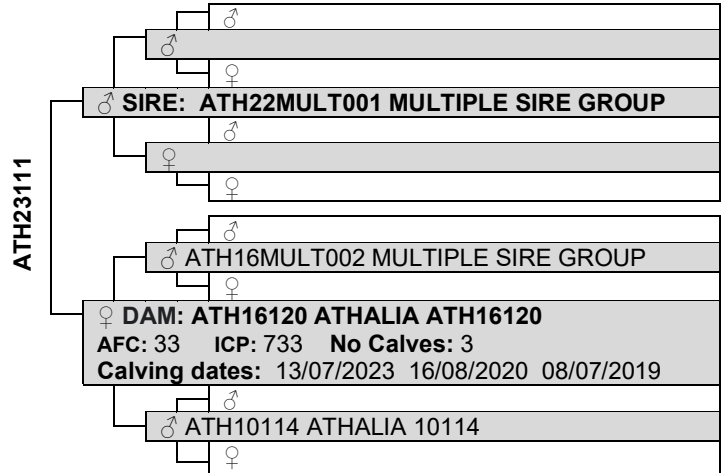 ATH23111
♂
♂
♀
♂ SIRE: ATH22MULT001 MULTIPLE SIRE GROUP
♂
♀
♀
♂
♂ ATH16MULT002 MULTIPLE SIRE GROUP
♀
♀ DAM: ATH16120 ATHALIA ATH16120
AFC: 33 ICP: 733 No Calves: 3
Calving dates: 13/07/2023 16/08/2020 08/07/2019
♂
♂ ATH10114 ATHALIA 10114
♀